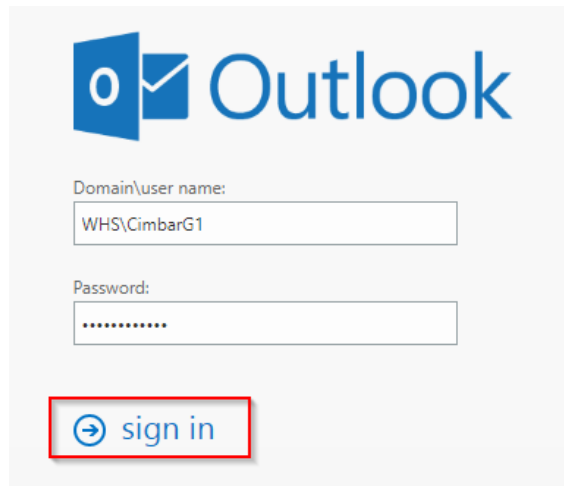 Outlook
Domain\user name:
WHS\CimbarG1
Password:
••••••••••••
sign in